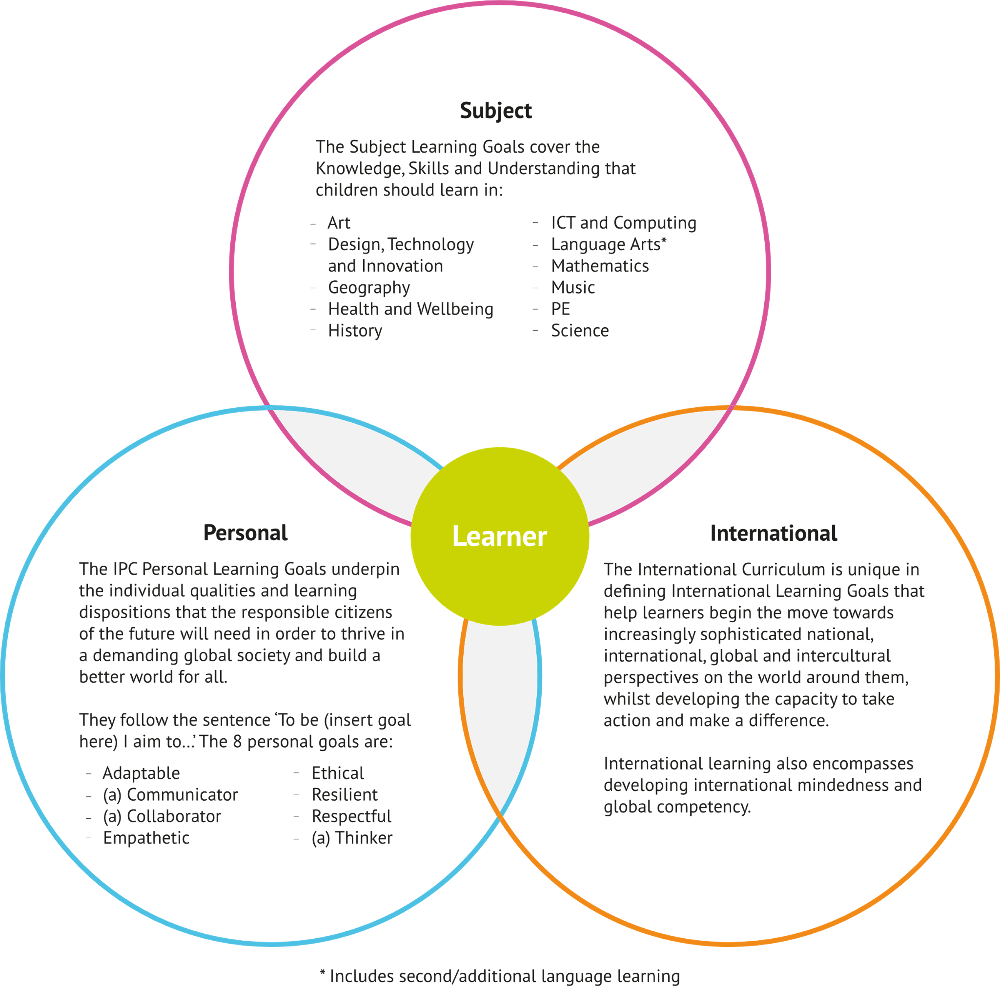 Subject
The Subject Learning Goals cover the
Knowledge, Skills and Understanding that
children should learn in:
– Art
– Design, Technology
and Innovation
– Geography
– Health and Wellbeing
– History
– ICT and Computing
– Language Arts*
– Mathematics
– Music
– PE
– Science
Learner
Personal
The IPC Personal Learning Goals underpin
the individual qualities and learning
dispositions that the responsible citizens
of the future will need in order to thrive in
a demanding global society and build a
better world for all.
They follow the sentence ‘To be (insert goal
here) I aim to...’ The 8 personal goals are:
– Adaptable
– (a) Communicator
– (a) Collaborator
– Empathetic
– Ethical
– Resilient
– Respectful
– (a) Thinker
International
The International Curriculum is unique in
defining International Learning Goals that
help learners begin the move towards
increasingly sophisticated national,
international, global and intercultural
perspectives on the world around them,
whilst developing the capacity to take
action and make a difference.
International learning also encompasses
developing international mindedness and
global competency.
* Includes second/additional language learning